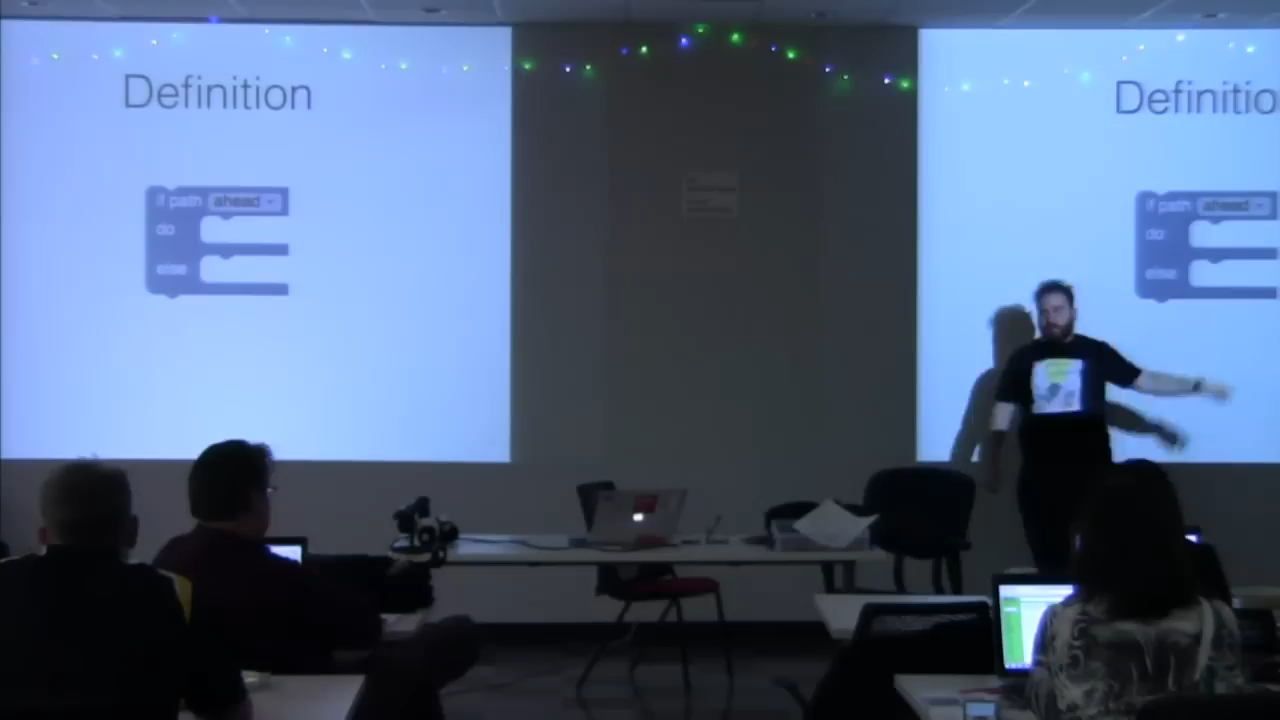 Definition
if path ahead
do
else
Definitio
if path ahead
do
else